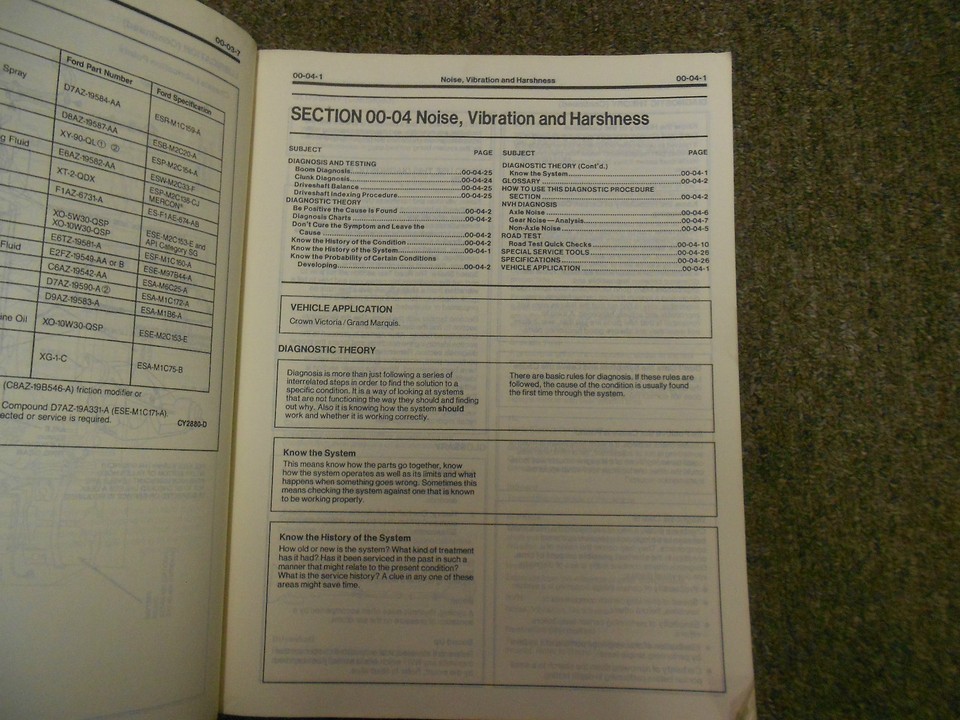 00-03-7
Spray
Ford Part Number
Ford Specification
D7AZ-19584-AA
ESR-M1C159-A
D8AZ-19587-AA
ESB-M2C20-A
g Fluid
XY-90-QL① ②
ESP-M2C154-A
E6AZ-19582-AA
ESW-M2C33-F
XT-2-QDX
ESP-M2C138-CJ
MERCON®
F1AZ-6731-A
ES-F1AE-674-AB
XO-5W30-QSP
XO-10W30-QSP
ESE-M2C153-E and
API Category SG
E6TZ-19581-A
ESF-M1C160-A
Fluid
E2FZ-19549-AA or B
ESE-M97B44-A
C6AZ-19542-AA
ESA-M6C25-A
D7AZ-19590-A②
ESA-M1C172-A
D9AZ-19583-A
ESA-M1B6-A
ine Oil
XO-10W30-QSP
ESE-M2C153-E
XG-1-C
ESA-M1C75-B
(C8AZ-19B546-A) friction modifier or
Compound D7AZ-19A331-A (ESE-M1C171-A)
ected or service is required.
CY2880-D
00-04-1 Noise, Vibration and Harshness 00-04-1
SECTION 00-04 Noise, Vibration and Harshness
SUBJECT PAGE
DIAGNOSIS AND TESTING
Boom Diagnosis...00-04-25
Clunk Diagnosis...00-04-24
Driveshaft Balance...00-04-25
Driveshaft Indexing Procedure...00-04-25
DIAGNOSTIC THEORY
Be Positive the Cause is Found...00-04-2
Diagnosis Charts...00-04-2
Don't Cure the Symptom and Leave the
Cause...00-04-2
Know the History of the Condition...00-04-2
Know the History of the System...00-04-1
Know the Probability of Certain Conditions
Developing...00-04-2
SUBJECT PAGE
DIAGNOSTIC THEORY (Cont'd.)
Know the System...00-04-1
GLOSSARY...00-04-2
HOW TO USE THIS DIAGNOSTIC PROCEDURE
SECTION...00-04-2
NVH DIAGNOSIS
Axle Noise...00-04-6
Gear Noise—Analysis...00-04-7
Non-Axle Noise...00-04-5
ROAD TEST
Road Test Quick Checks...00-04-10
SPECIAL SERVICE TOOLS...00-04-26
SPECIFICATIONS...00-04-26
VEHICLE APPLICATION...00-04-1
VEHICLE APPLICATION
Crown Victoria/Grand Marquis.
DIAGNOSTIC THEORY
Diagnosis is more than just following a series of
interrelated steps in order to find the solution to a
specific condition. It is a way of looking at systems
that are not functioning the way they should and finding
out why. Also it is knowing how the system should
work and whether it is working correctly.
There are basic rules for diagnosis. If these rules are
followed, the cause of the condition is usually found
the first time through the system.
Know the System
This means know how the parts go together, know
how the system operates as well as its limits and what
happens when something goes wrong. Sometimes this
means checking the system against one that is known
to be working properly.
Know the History of the System
How old or new is the system? What kind of treatment
has it had? Has it been serviced in the past in such a
manner that might relate to the present condition?
What is the service history? A clue in any one of these
areas might save time.